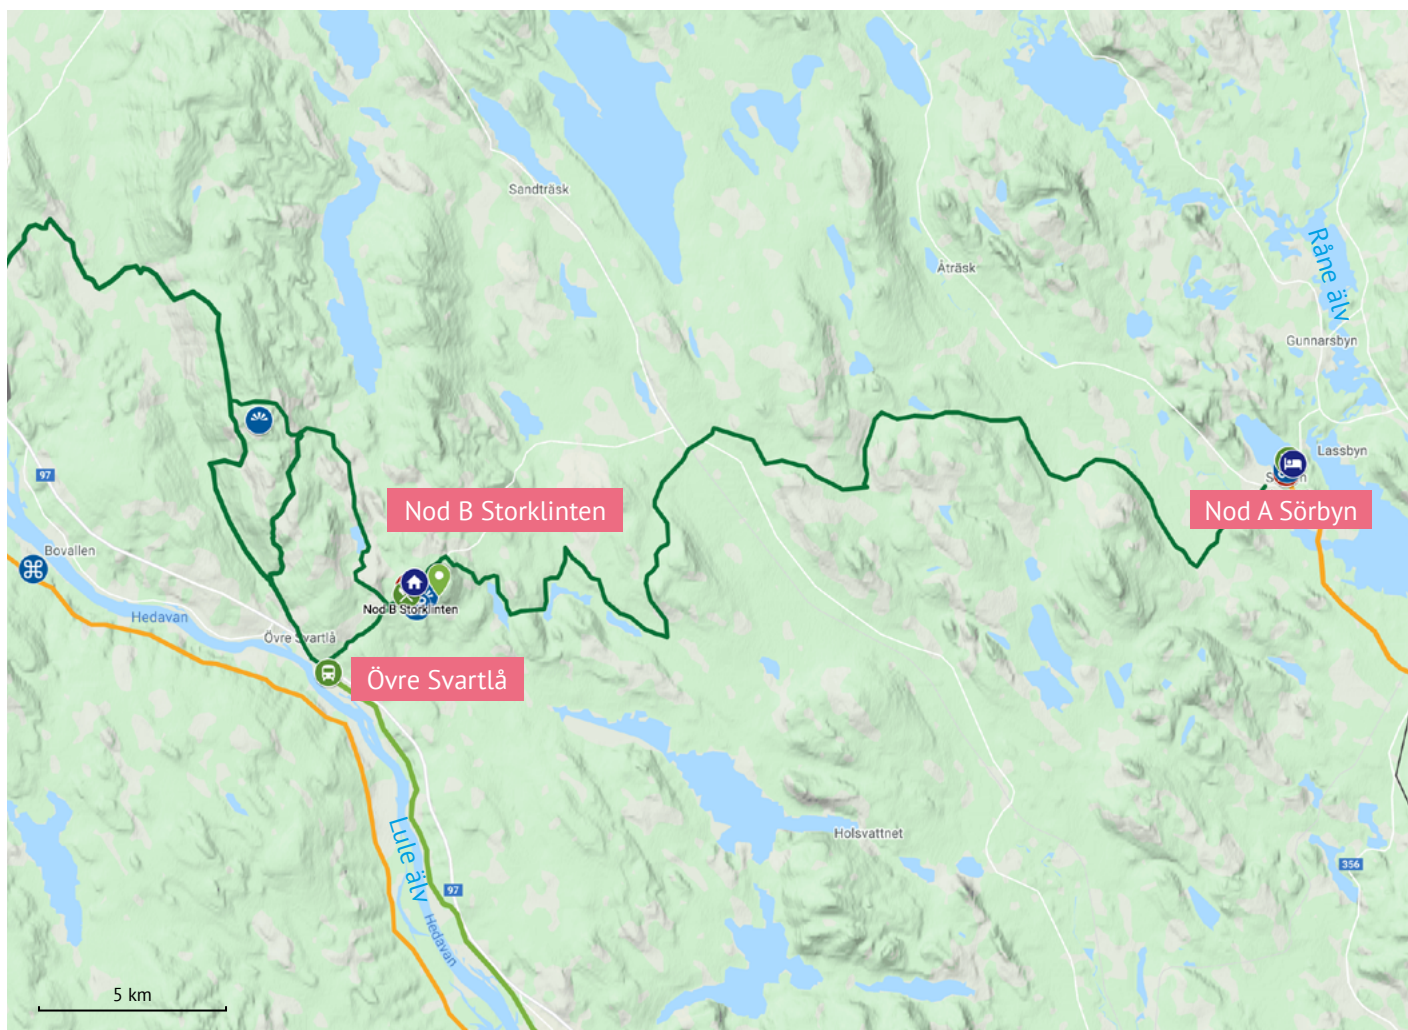 Sandträsk
Åträsk
Råne älv
Gunnarsbyn
Lassbyn
97
Nod B Storklinten
Nod A Sörbyn
Bovallen
Nod B Storklinten
Hedavan
Övre Svartlå
Övre Svartlå
Holsvattnet
Lule älv
356
97
Hedavan
5 km